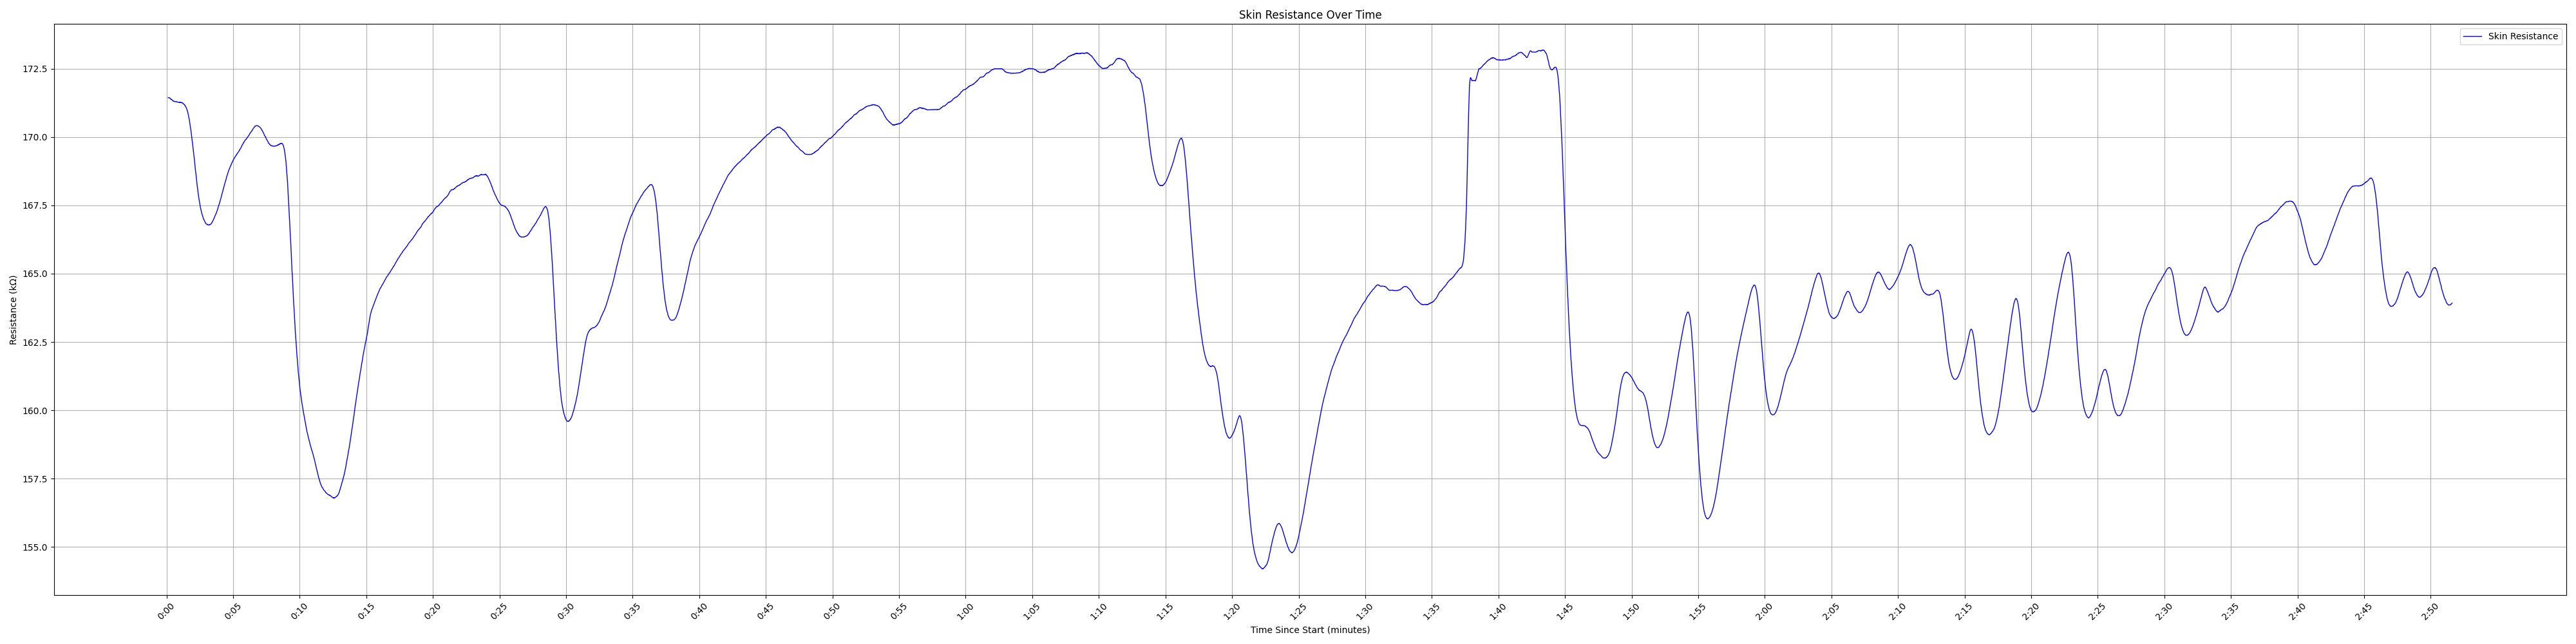 Skin Resistance Over Time
Skin Resistance
Resistance (kΩ)
172.5
170.0
167.5
165.0
162.5
160.0
157.5
155.0
0:00 0:05 0:10 0:15 0:20 0:25 0:30 0:35 0:40 0:45 0:50 0:55 1:00 1:05 1:10 1:15 1:20 1:25 1:30 1:35 1:40 1:45 1:50 1:55 2:00 2:05 2:10 2:15 2:20 2:25 2:30 2:35 2:40 2:45 2:50
Time Since Start (minutes)